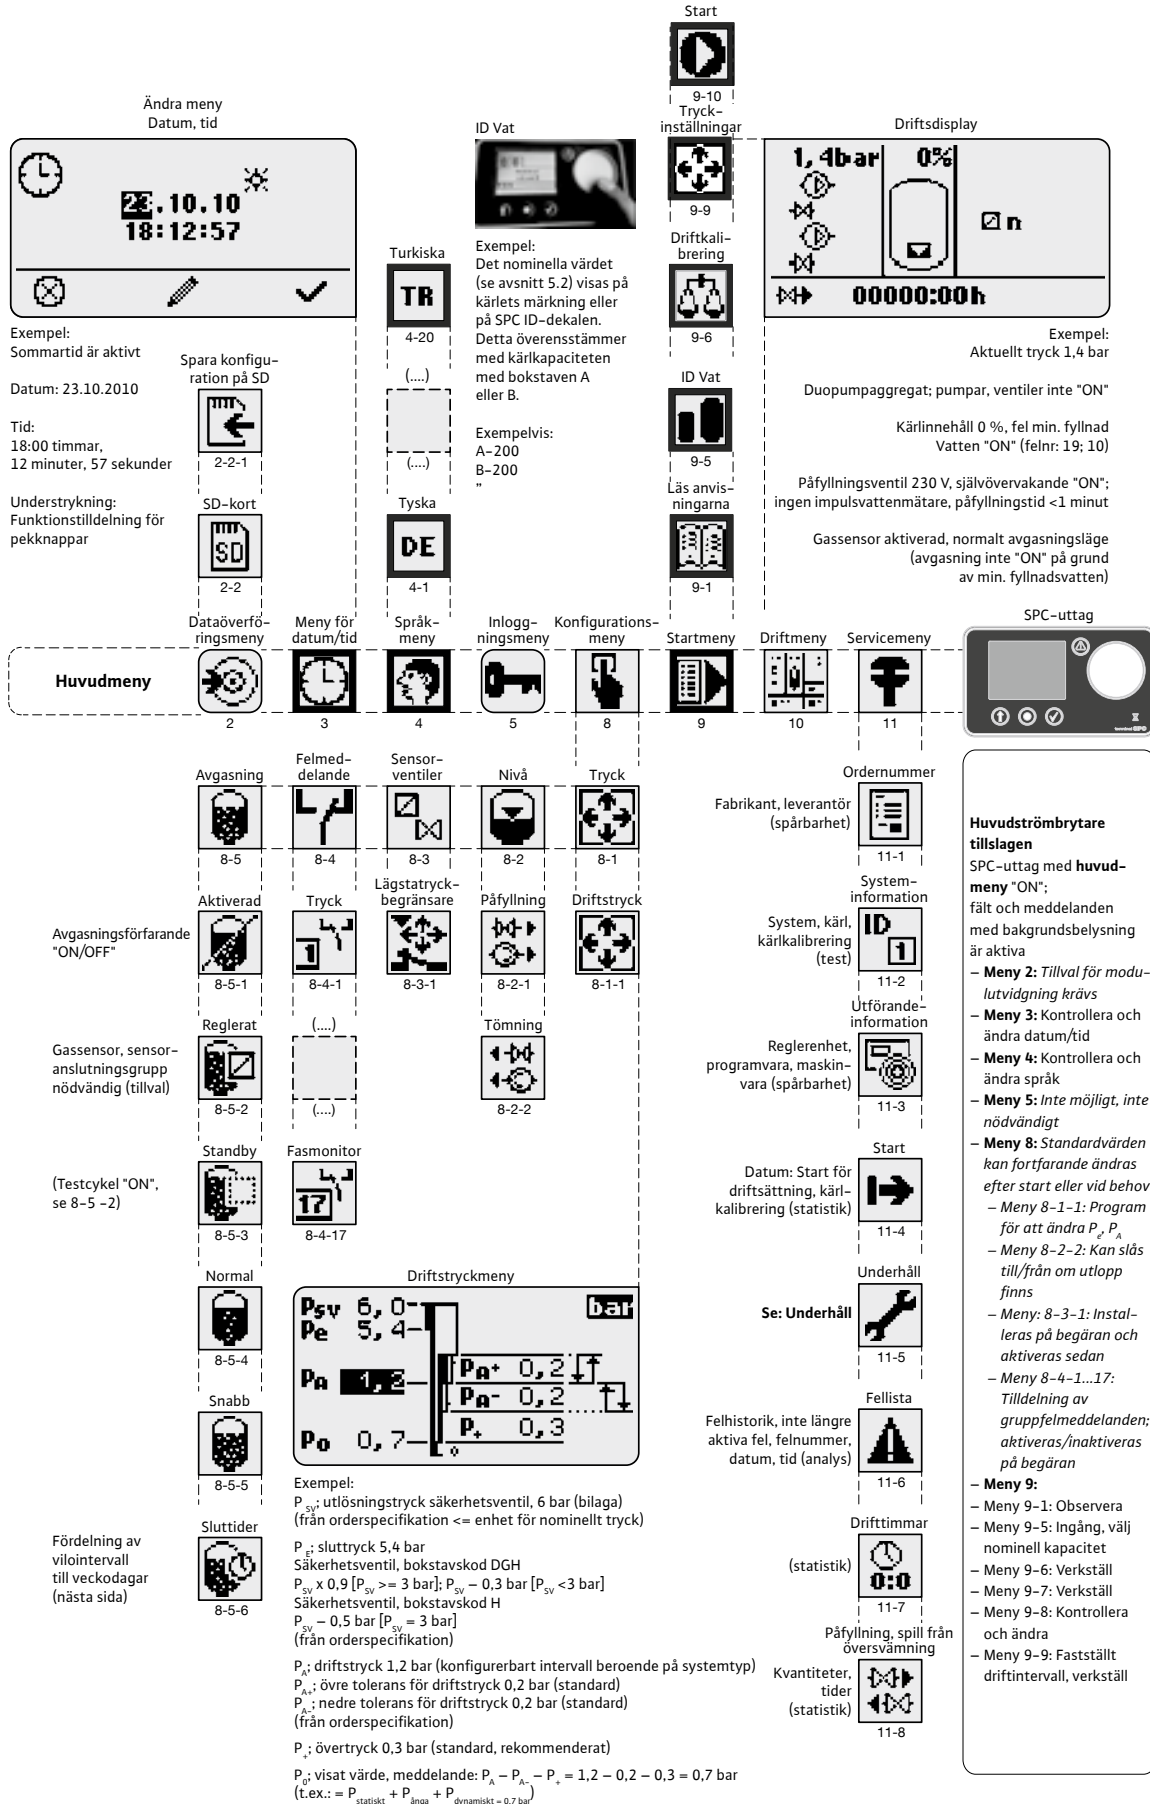 Start
9-10
Tryck-
inställningar
9-9
Driftkali-
brering
9-6
ID Vat
9-5
Läs anvis-
ningarna
9-1
Ändra meny
Datum, tid
23.10.10
18:12:57
Exempel:
Sommartid är aktivt
Datum: 23.10.2010
Tid:
18:00 timmar,
12 minuter, 57 sekunder
Understrykning:
Funktionstilldelning för
pekknappar
Spara konfigu-
ration på SD
2-2-1
SD-kort
SD
2-2
Turkiska
TR
4-20
(....)
(....)
Tyska
DE
4-1
ID Vat
Exempel:
Det nominella värdet
(se avsnitt 5.2) visas på
kärlets märkning eller
på SPC ID-dekalen.
Detta överensstämmer
med kärlkapaciteten
med bokstaven A
eller B.
Exempelvis:
A-200
B-200
"
Driftsdisplay
1,4bar 0%
n
00000:00h
Exempel:
Aktuellt tryck 1,4 bar
Duopumpaggregat; pumpar, ventiler inte "ON"
Kärlinnehåll 0 %, fel min. fyllnad
Vatten "ON" (felnr: 19; 10)
Påfyllningsventil 230 V, självövervakande "ON";
ingen impulsvattenmätare, påfyllningstid <1 minut
Gassensor aktiverad, normalt avgasningsläge
(avgasning inte "ON" på grund
av min. fyllnadsvatten)
SPC-uttag
Huvudmeny
Dataöverfö-
ringsmeny
2
Meny för
datum/tid
3
Språk-
meny
4
Inlogg-
ningsmeny
5
Konfigurations-
meny
8
Startmeny
9
Driftmeny
10
Servicemeny
11
Avgasning
8-5
Felmed-
delande
8-4
Sensor-
ventiler
8-3
Nivå
8-2
Tryck
8-1
Avgasningsförfarande
"ON/OFF"
Aktiverad
8-5-1
Tryck
1
8-4-1
Lägstatryck-
begränsare
8-3-1
Påfyllning
8-2-1
Driftstryck
8-1-1
Gassensor, sensor-
anslutningsgrupp
nödvändig (tillval)
Reglerat
8-5-2
(....)
(....)
Tömning
8-2-2
(Testcykel "ON",
se 8-5 -2)
Standby
8-5-3
Fasmonitor
17
8-4-17
Normal
8-5-4
Snabb
8-5-5
Fördelning av
vilointervall
till veckodagar
(nästa sida)
Sluttider
8-5-6
Driftstryckmeny
Psv 6,0
bar
Pe 5,4
PA 1,2
PA+ 0,2
PA- 0,2
P+ 0,3
Po 0,7
Exempel:
P SV; utlösningstryck säkerhetsventil, 6 bar (bilaga)
(från orderspecifikation <= enhet för nominellt tryck)
P E; sluttryck 5,4 bar
Säkerhetsventil, bokstavskod DGH
PSV x 0,9 [PSV >= 3 bar]; PSV – 0,3 bar [PSV <3 bar]
Säkerhetsventil, bokstavskod H
PSV – 0,5 bar [PSV = 3 bar]
(från orderspecifikation)
PA; driftstryck 1,2 bar (konfigurerbart intervall beroende på systemtyp)
PA+; övre tolerans för driftstryck 0,2 bar (standard)
PA-; nedre tolerans för driftstryck 0,2 bar (standard)
(från orderspecifikation)
P+; övertryck 0,3 bar (standard, rekommenderat)
P0; visat värde, meddelande: PA – PA- – P+ = 1,2 – 0,2 – 0,3 = 0,7 bar
(t.ex.: = Pstatiskt + Pånga + Pdynamiskt = 0,7 bar)
Fabrikant, leverantör
(spårbarhet)
Ordernummer
11-1
System, kärl,
kärlkalibrering
(test)
System-
information
ID
1
11-2
Reglerenhet,
programvara, maskin-
vara (spårbarhet)
Utförande-
information
11-3
Datum: Start för
driftsättning, kärl-
kalibrering (statistik)
Start
11-4
Se: Underhåll
Underhåll
11-5
Felhistorik, inte längre
aktiva fel, felnummer,
datum, tid (analys)
Fellista
11-6
(statistik)
Drifttimmar
0:0
11-7
Påfyllning, spill från
översvämning
Kvantiteter,
tider
(statistik)
11-8
Huvudströmbrytare
tillslagen
SPC-uttag med huvud-
meny "ON";
fält och meddelanden
med bakgrundsbelysning
är aktiva
– Meny 2: Tillval för modu-
lutvidgning krävs
– Meny 3: Kontrollera och
ändra datum/tid
– Meny 4: Kontrollera och
ändra språk
– Meny 5: Inte möjligt, inte
nödvändigt
– Meny 8: Standardvärden
kan fortfarande ändras
efter start eller vid behov
– Meny 8-1-1: Program
för att ändra Pe, PA
– Meny 8-2-2: Kan slås
till/från om utlopp
finns
– Meny: 8-3-1: Instal-
leras på begäran och
aktiveras sedan
– Meny 8-4-1...17:
Tilldelning av
gruppfelmeddelanden;
aktiveras/inaktiveras
på begäran
– Meny 9:
– Meny 9-1: Observera
– Meny 9-5: Ingång, välj
nominell kapacitet
– Meny 9-6: Verkställ
– Meny 9-7: Verkställ
– Meny 9-8: Kontrollera
och ändra
– Meny 9-9: Fastställt
driftintervall, verkställ